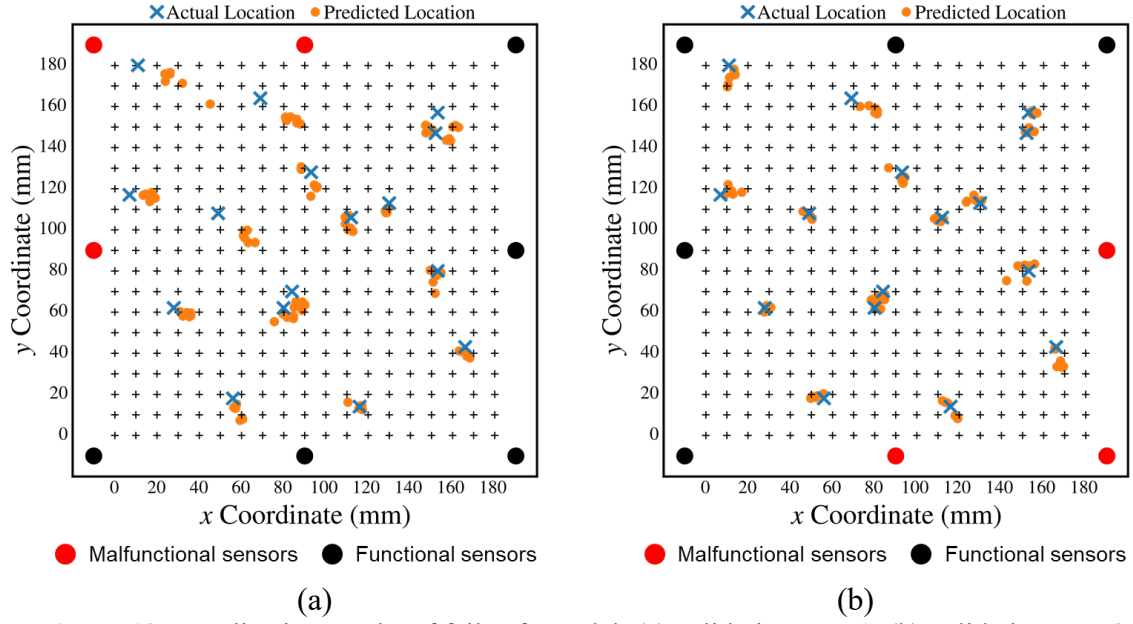 Actual Location Predicted Location
180
160
140
120
100
80
60
40
20
0
y Coordinate (mm)
0 20 40 60 80 100 120 140 160 180
x Coordinate (mm)
Malfunctional sensors Functional sensors
(a)
Actual Location Predicted Location
180
160
140
120
100
80
60
40
20
0
y Coordinate (mm)
0 20 40 60 80 100 120 140 160 180
x Coordinate (mm)
Malfunctional sensors Functional sensors
(b)